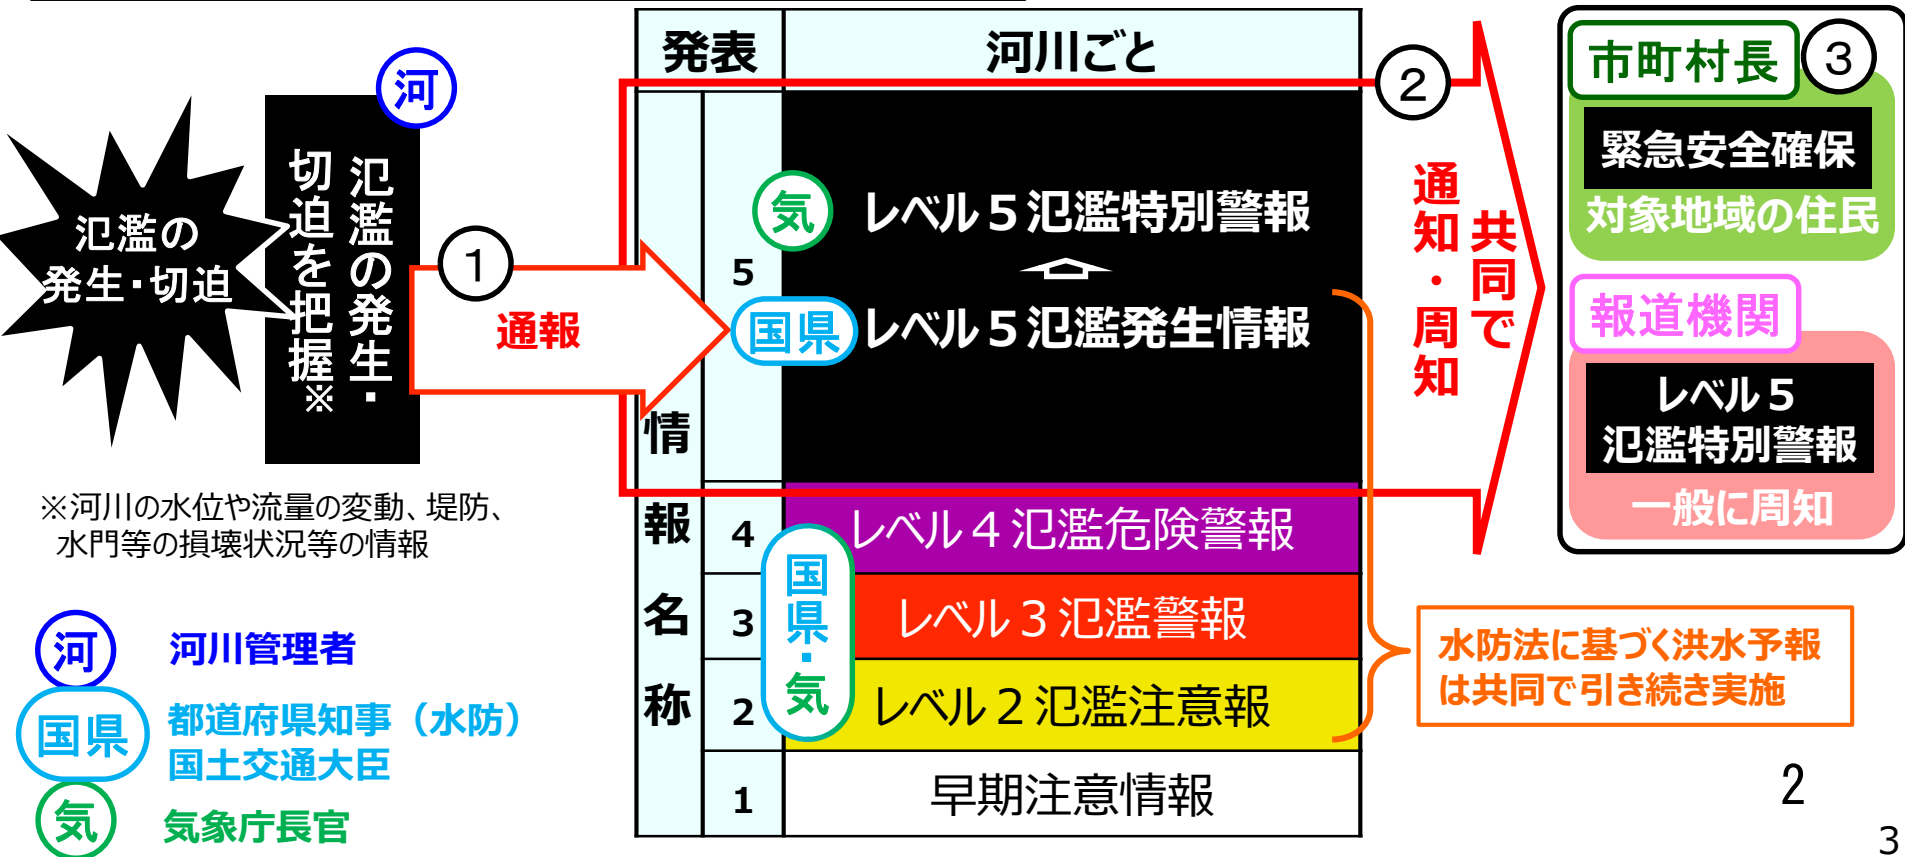 発表
河川ごと
情報名称
5
気
レベル５氾濫特別警報
国県
レベル５氾濫発生情報
4
レベル４氾濫危険警報
3
レベル３氾濫警報
2
レベル２氾濫注意報
国県・気
1
早期注意情報
氾濫の
発生・切迫
河
氾濫の発生・
切迫を把握※
1
通報
※河川の水位や流量の変動、堤防、
水門等の損壊状況等の情報
河
河川管理者
国県
都道府県知事（水防）
国土交通大臣
気
気象庁長官
2
共同で
通知・周知
市町村長
3
緊急安全確保
対象地域の住民
報道機関
レベル５
氾濫特別警報
一般に周知
水防法に基づく洪水予報
は共同で引き続き実施
2
3